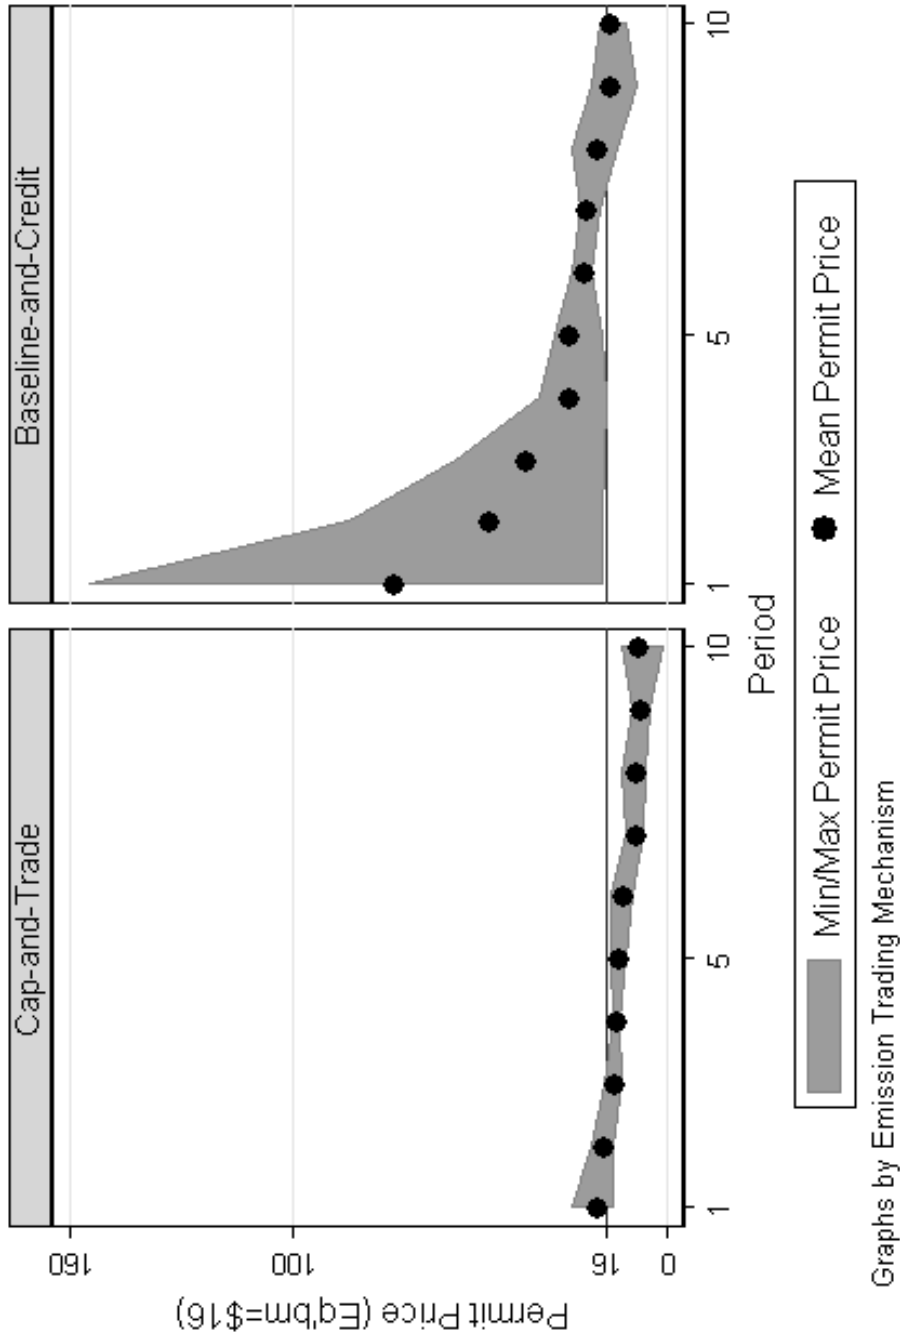 Cap-and-Trade
Baseline-and-Credit
Permit Price (Eq'bm=$16)
160
100
16
0
1
5
10
1
5
10
Period
Min/Max Permit Price
Mean Permit Price
Graphs by Emission Trading Mechanism